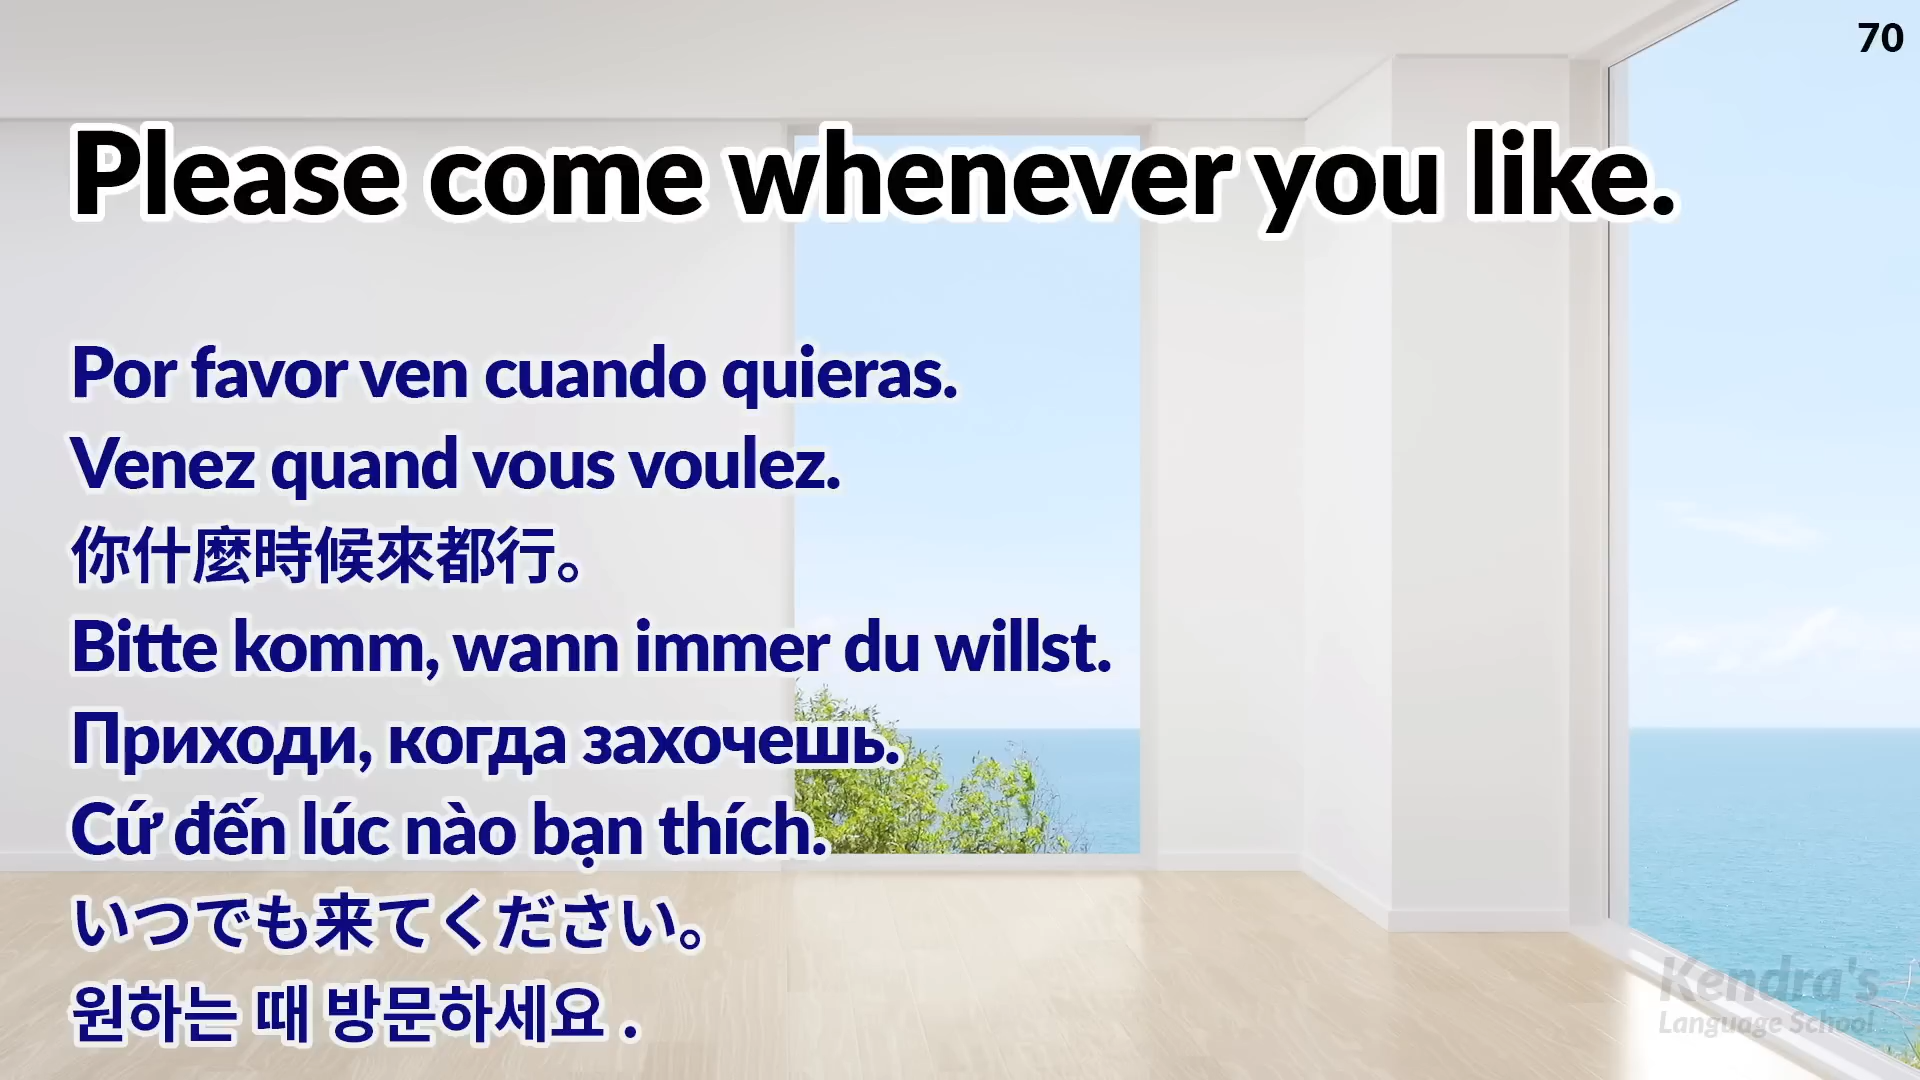 70
Please come whenever you like.
Por favor ven cuando quieras.
Venez quand vous voulez.
你什麼時候來都行。
Bitte komm, wann immer du willst.
Приходи, когда захочешь.
Cứ đến lúc nào bạn thích.
いつでも来てください。
원하는 때 방문하세요 .
Kendra's
Language School